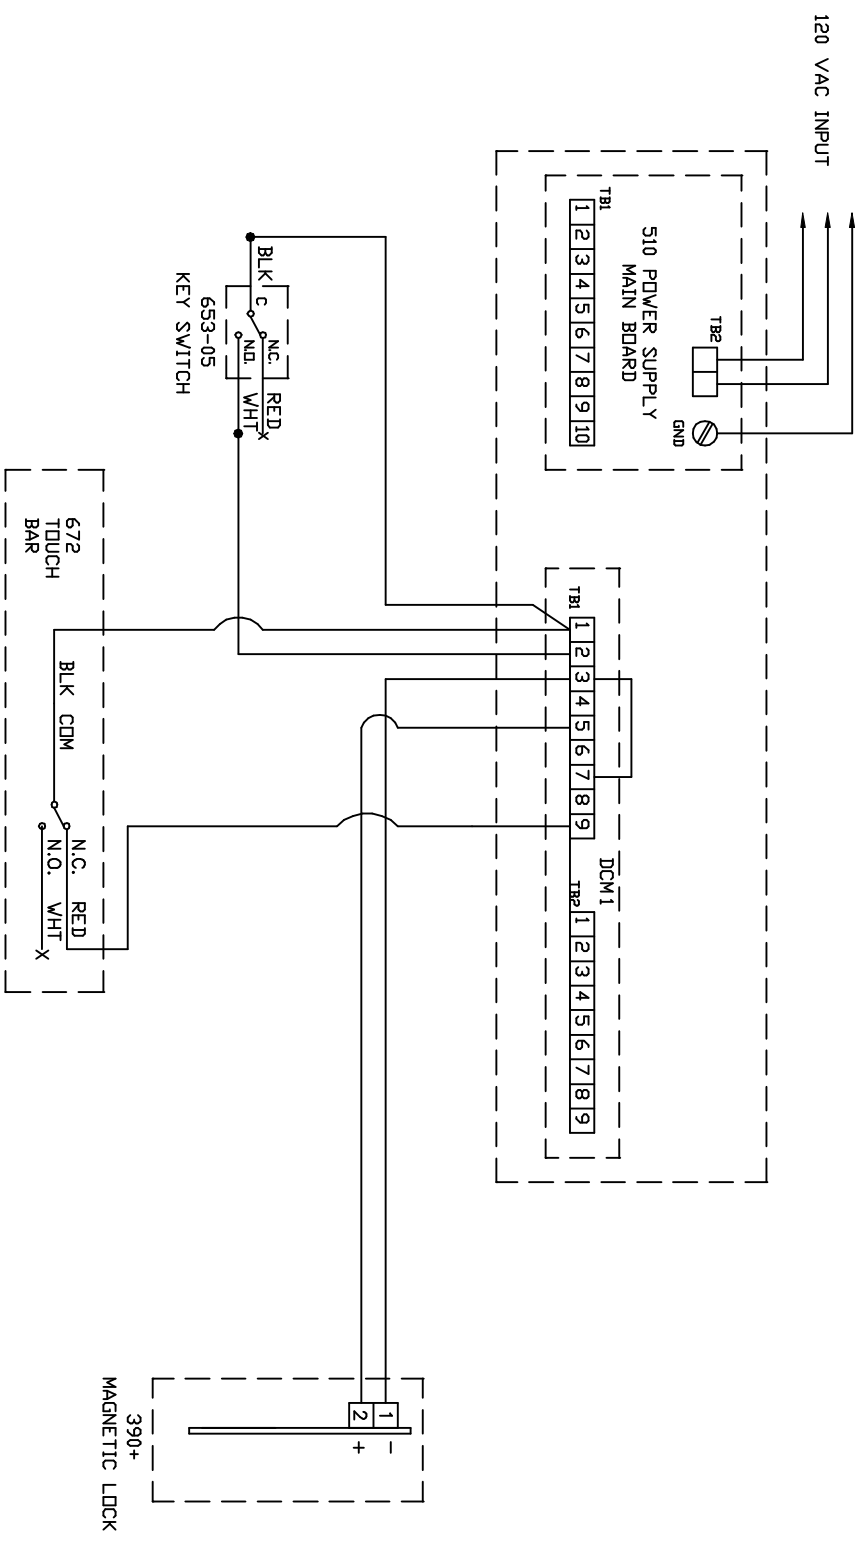 120 VAC INPUT
510 POWER SUPPLY
MAIN BOARD
TB2
GND
TB1
1 2 3 4 5 6 7 8 9 10
DCM1
TB1
1 2 3 4 5 6 7 8 9
TB2
1 2 3 4 5 6 7 8 9
BLK
C
N.C.
N.O.
RED
WHT
X
653-05
KEY SWITCH
672
TOUCH
BAR
BLK COM
N.C. RED
N.O. WHT
X
1 -
2 +
390+
MAGNETIC LOCK